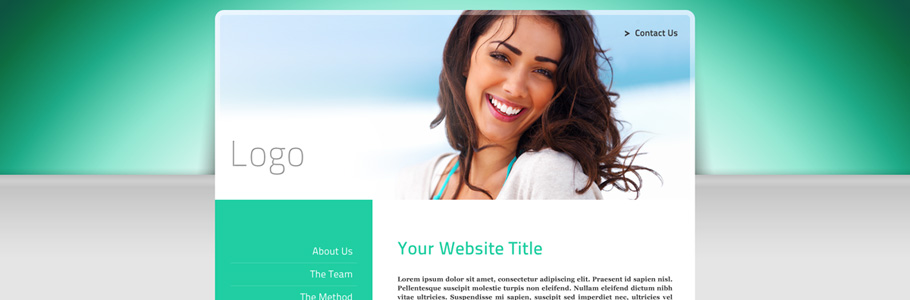 > Contact Us
Logo
About Us
The Team
The Method
Your Website Title
Lorem ipsum dolor sit amet, consectetur adipiscing elit. Praesent id sapien nisl.
Pellentesque suscipit molestie turpis non eleifend. Nullam eleifend dictum nibh
vitae ultricies. Suspendisse mi sapien, suscipit sed imperdiet nec, ultricies vel